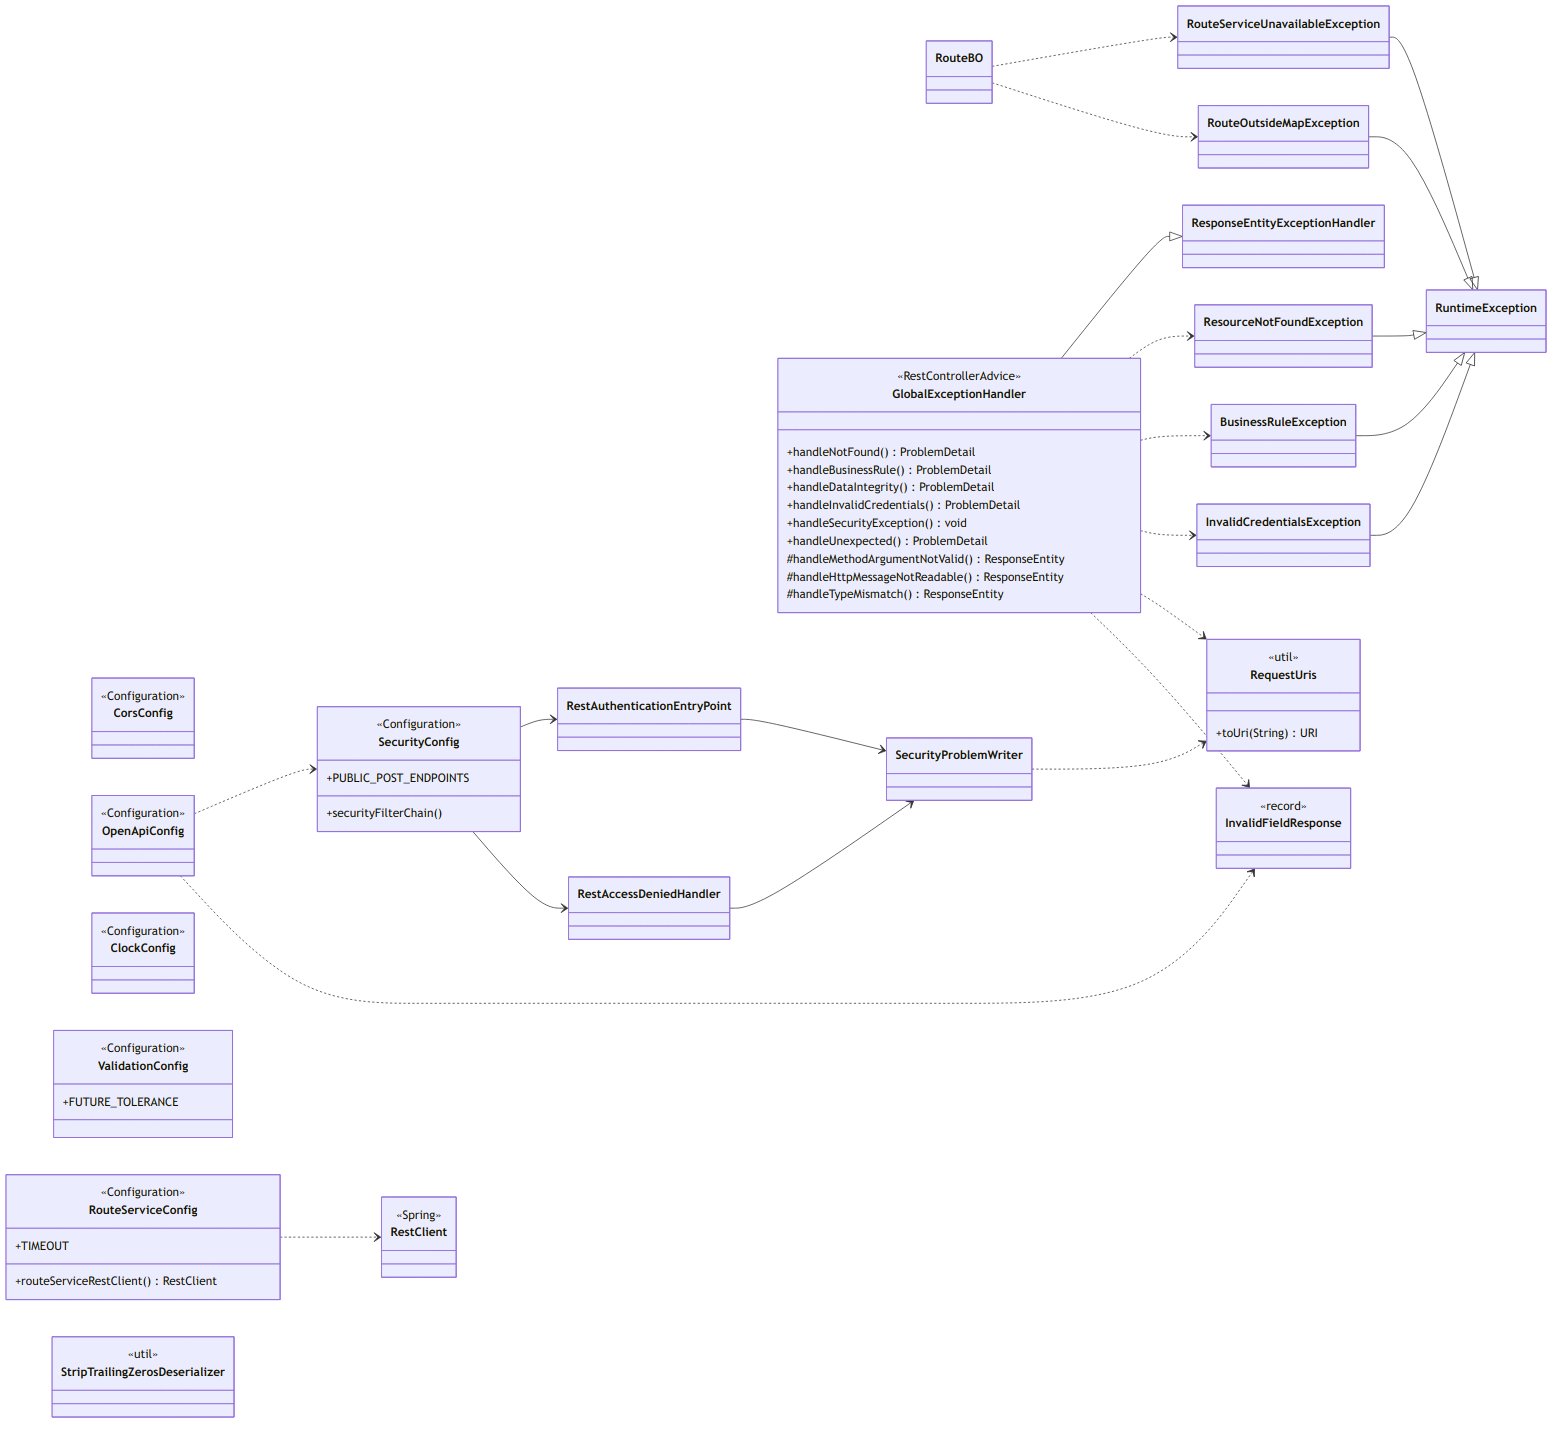 RouteServiceUnavailableException
RouteBO
RouteOutsideMapException
ResponseEntityExceptionHandler
RuntimeException
ResourceNotFoundException
«RestControllerAdvice»
GlobalExceptionHandler
+handleNotFound() : ProblemDetail
+handleBusinessRule() : ProblemDetail
+handleDataIntegrity() : ProblemDetail
+handleInvalidCredentials() : ProblemDetail
+handleSecurityException() : void
+handleUnexpected() : ProblemDetail
#handleMethodArgumentNotValid() : ResponseEntity
#handleHttpMessageNotReadable() : ResponseEntity
#handleTypeMismatch() : ResponseEntity
BusinessRuleException
InvalidCredentialsException
«util»
RequestUris
+toUri(String) : URI
«Configuration»
CorsConfig
«Configuration»
SecurityConfig
+PUBLIC_POST_ENDPOINTS
+securityFilterChain()
RestAuthenticationEntryPoint
SecurityProblemWriter
«record»
InvalidFieldResponse
«Configuration»
OpenApiConfig
RestAccessDeniedHandler
«Configuration»
ClockConfig
«Configuration»
ValidationConfig
+FUTURE_TOLERANCE
«Configuration»
RouteServiceConfig
+TIMEOUT
+routeServiceRestClient() : RestClient
«Spring»
RestClient
«util»
StripTrailingZerosDeserializer